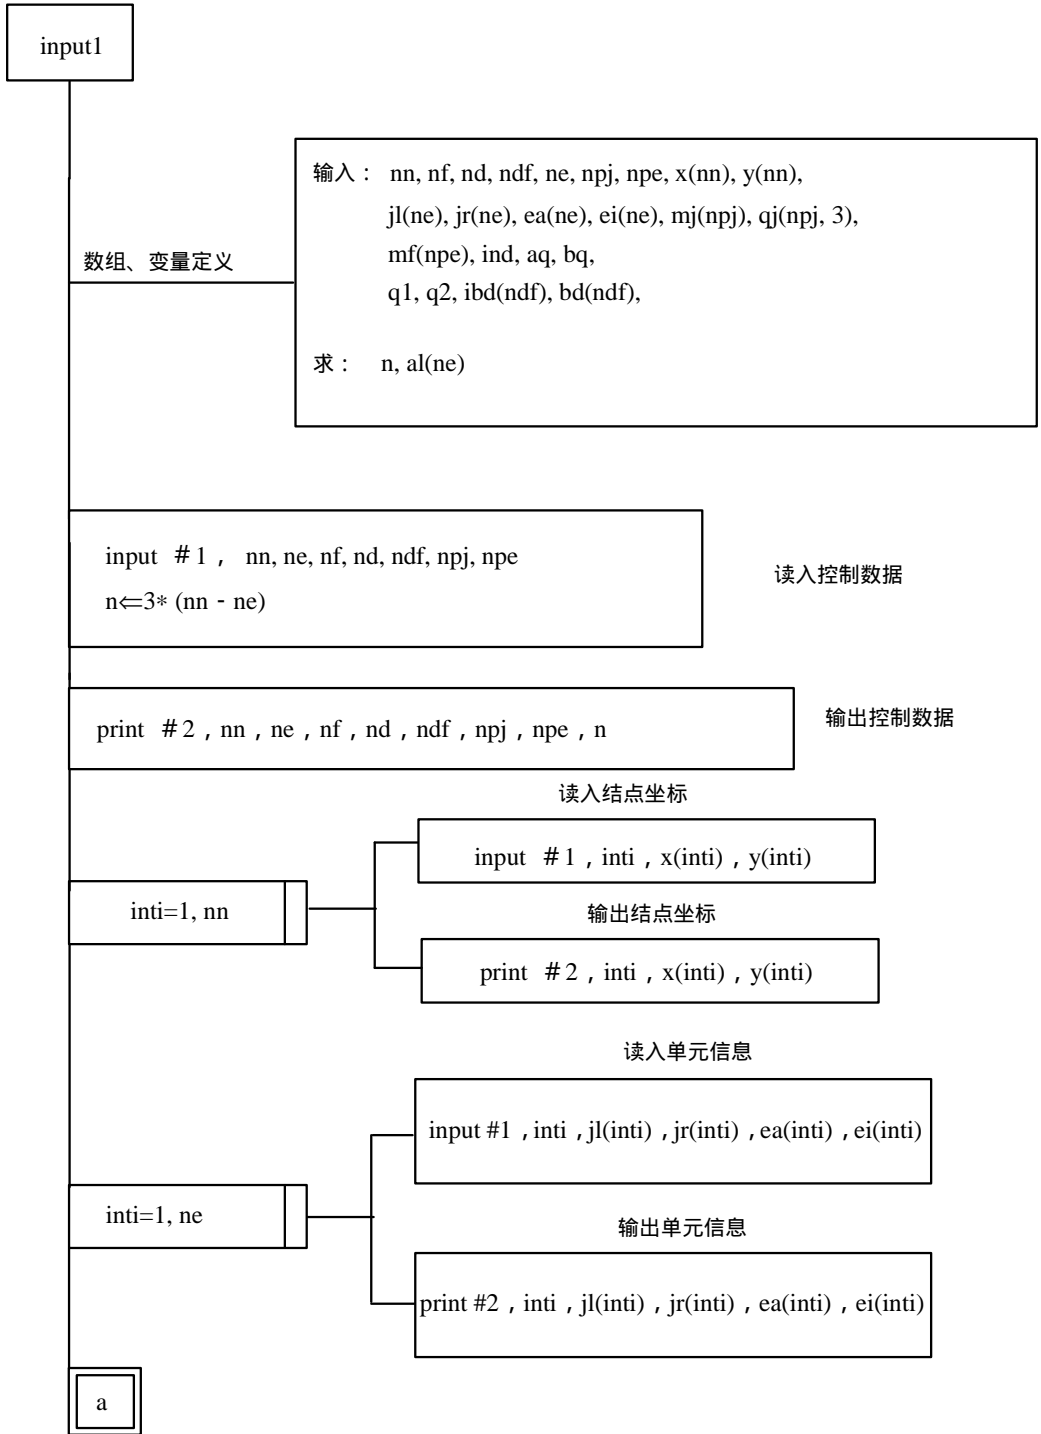 input1
输入： nn, nf, nd, ndf, ne, npj, npe, x(nn), y(nn),
jl(ne), jr(ne), ea(ne), ei(ne), mj(npj), qj(npj, 3),
mf(npe), ind, aq, bq,
q1, q2, ibd(ndf), bd(ndf),
数组、变量定义
求： n, al(ne)
input ＃1， nn, ne, nf, nd, ndf, npj, npe
n⇐3* (nn - ne)
读入控制数据
print ＃2，nn，ne，nf，nd，ndf，npj，npe，n
输出控制数据
读入结点坐标
input ＃1，inti，x(inti)，y(inti)
inti=1, nn
输出结点坐标
print ＃2，inti，x(inti)，y(inti)
读入单元信息
input #1，inti，jl(inti)，jr(inti)，ea(inti)，ei(inti)
inti=1, ne
输出单元信息
print #2，inti，jl(inti)，jr(inti)，ea(inti)，ei(inti)
a